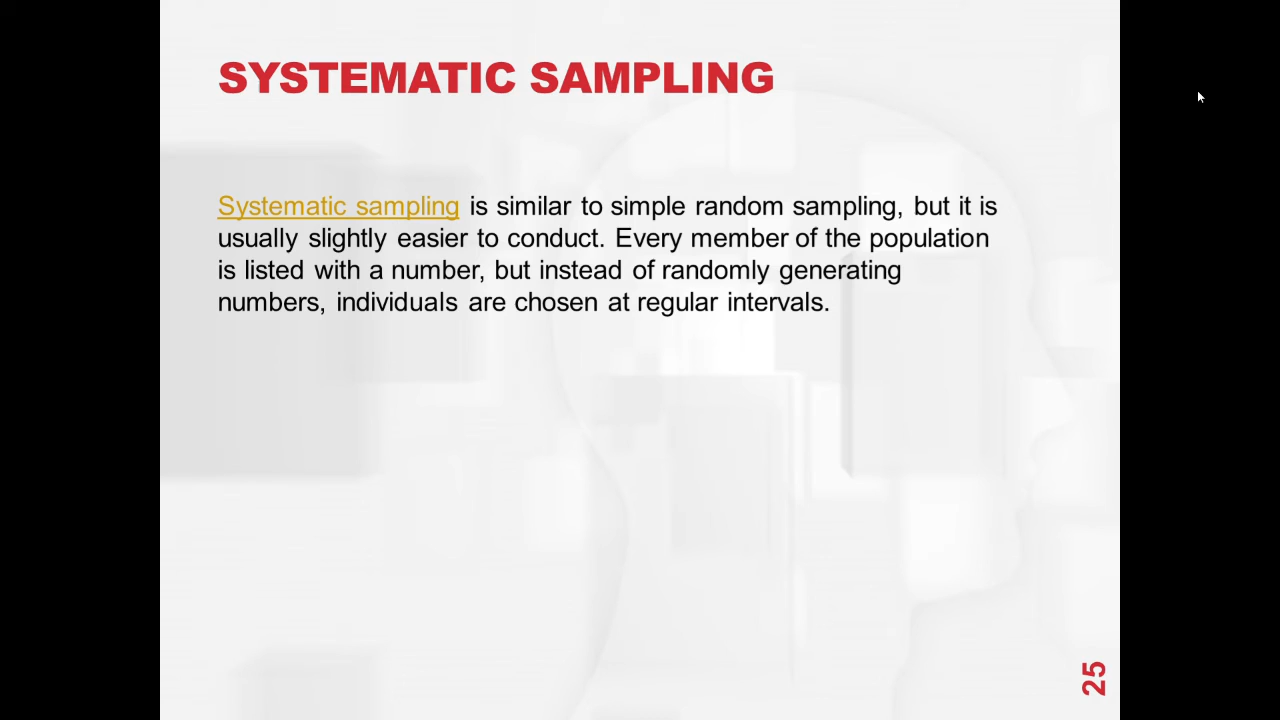 SYSTEMATIC SAMPLING
Systematic sampling is similar to simple random sampling, but it is
usually slightly easier to conduct. Every member of the population
is listed with a number, but instead of randomly generating
numbers, individuals are chosen at regular intervals.
25